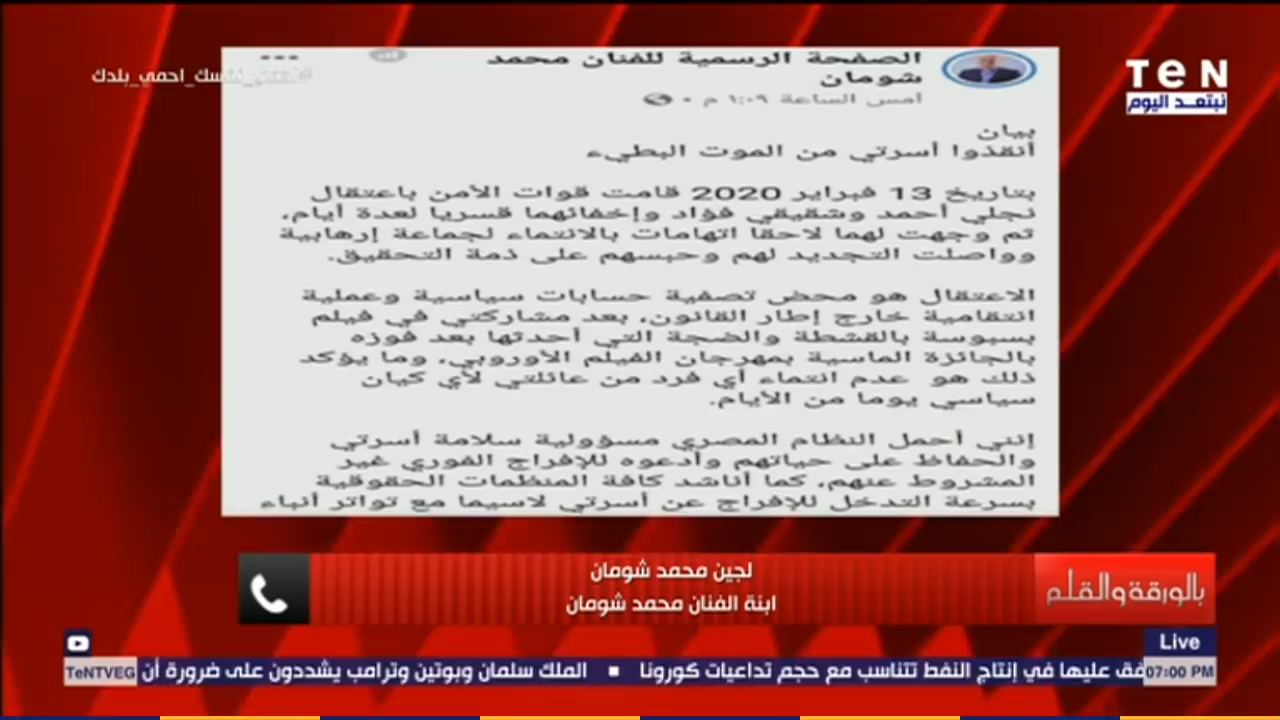 TeN
نبتعد اليوم
احمي_بلدك
الصفحة الرسمية للفنان محمد
شومان
أمس الساعة ١:٠٩ م
بيان
أنقذوا أسرتي من الموت البطيء
بتاريخ 13 فبراير 2020 قامت قوات الأمن باعتقال
نجلي أحمد وشقيقي فؤاد وإخفائهما قسريا لعدة أيام،
ثم وجهت لهما لاحقا اتهامات بالانتماء لجماعة إرهابية
وواصلت التجديد لهم وحبسهم على ذمة التحقيق.
الاعتقال هو محض تصفية حسابات سياسية وعملية
انتقامية خارج إطار القانون، بعد مشاركتي في فيلم
بسبوسة بالقشطة والضجة التي أحدثها بعد فوزه
بالجائزة الماسية بمهرجان الفيلم الأوروبي، وما يؤكد
ذلك هو عدم انتماء أي فرد من عائلتي لأي كيان
سياسي يوما من الأيام.
إنني أحمل النظام المصري مسؤولية سلامة أسرتي
والحفاظ على حياتهم وأدعوه للإفراج الفوري غير
المشروط عنهم، كما أناشد كافة المنظمات الحقوقية
بسرعة التدخل للإفراج عن أسرتي لاسيما مع تواتر أنباء
بالورقة والقلم
لجين محمد شومان
ابنة الفنان محمد شومان
Live
07:00 PM
فق عليها في إنتاج النفط تتناسب مع حجم تداعيات كورونا ■ الملك سلمان وبوتين وترامب يشددون على ضرورة أن
TeNTVEG